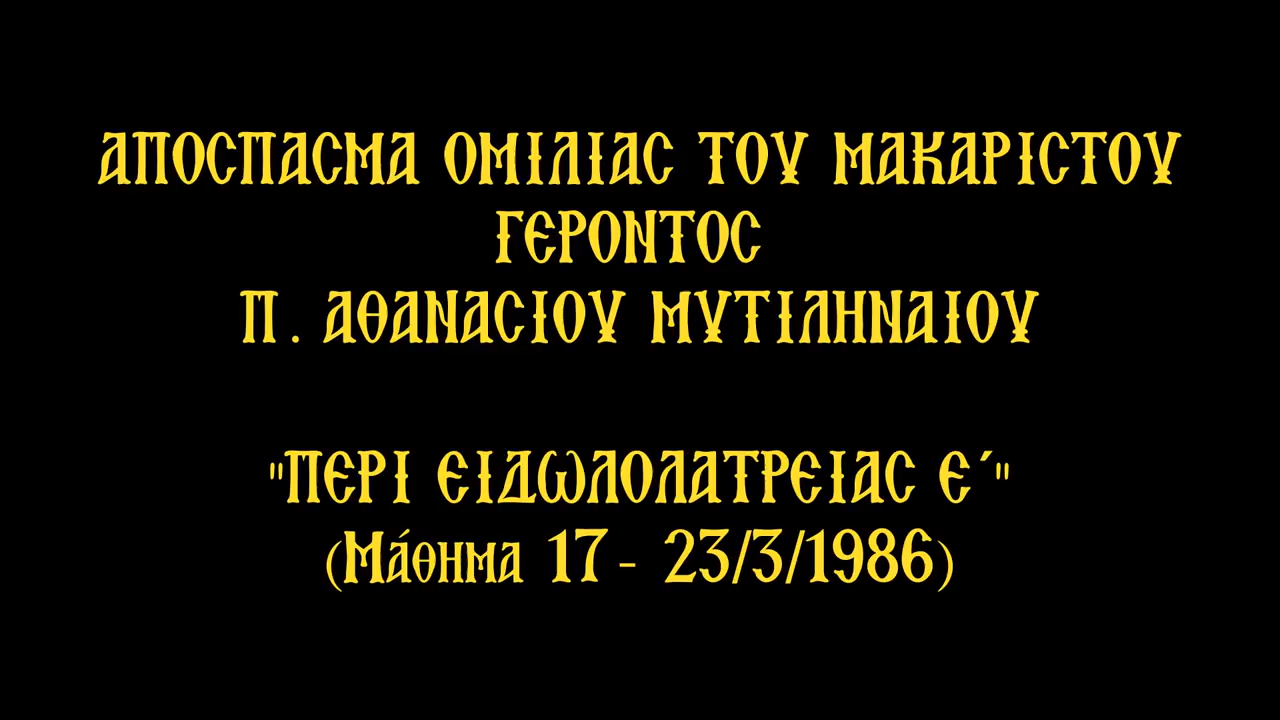 ΑΠΟΣΠΑΣΜΑ ΟΜΙΛΙΑΣ ΤΟΥ ΜΑΚΑΡΙΣΤΟΥ
ΓΕΡΟΝΤΟΣ
Π. ΑΘΑΝΑΣΙΟΥ ΜΥΤΙΛΗΝΑΙΟΥ
"ΠΕΡΙ ΕΙΔΩΛΟΛΑΤΡΕΙΑΣ Ε΄"
(Μάθημα 17 - 23/3/1986)